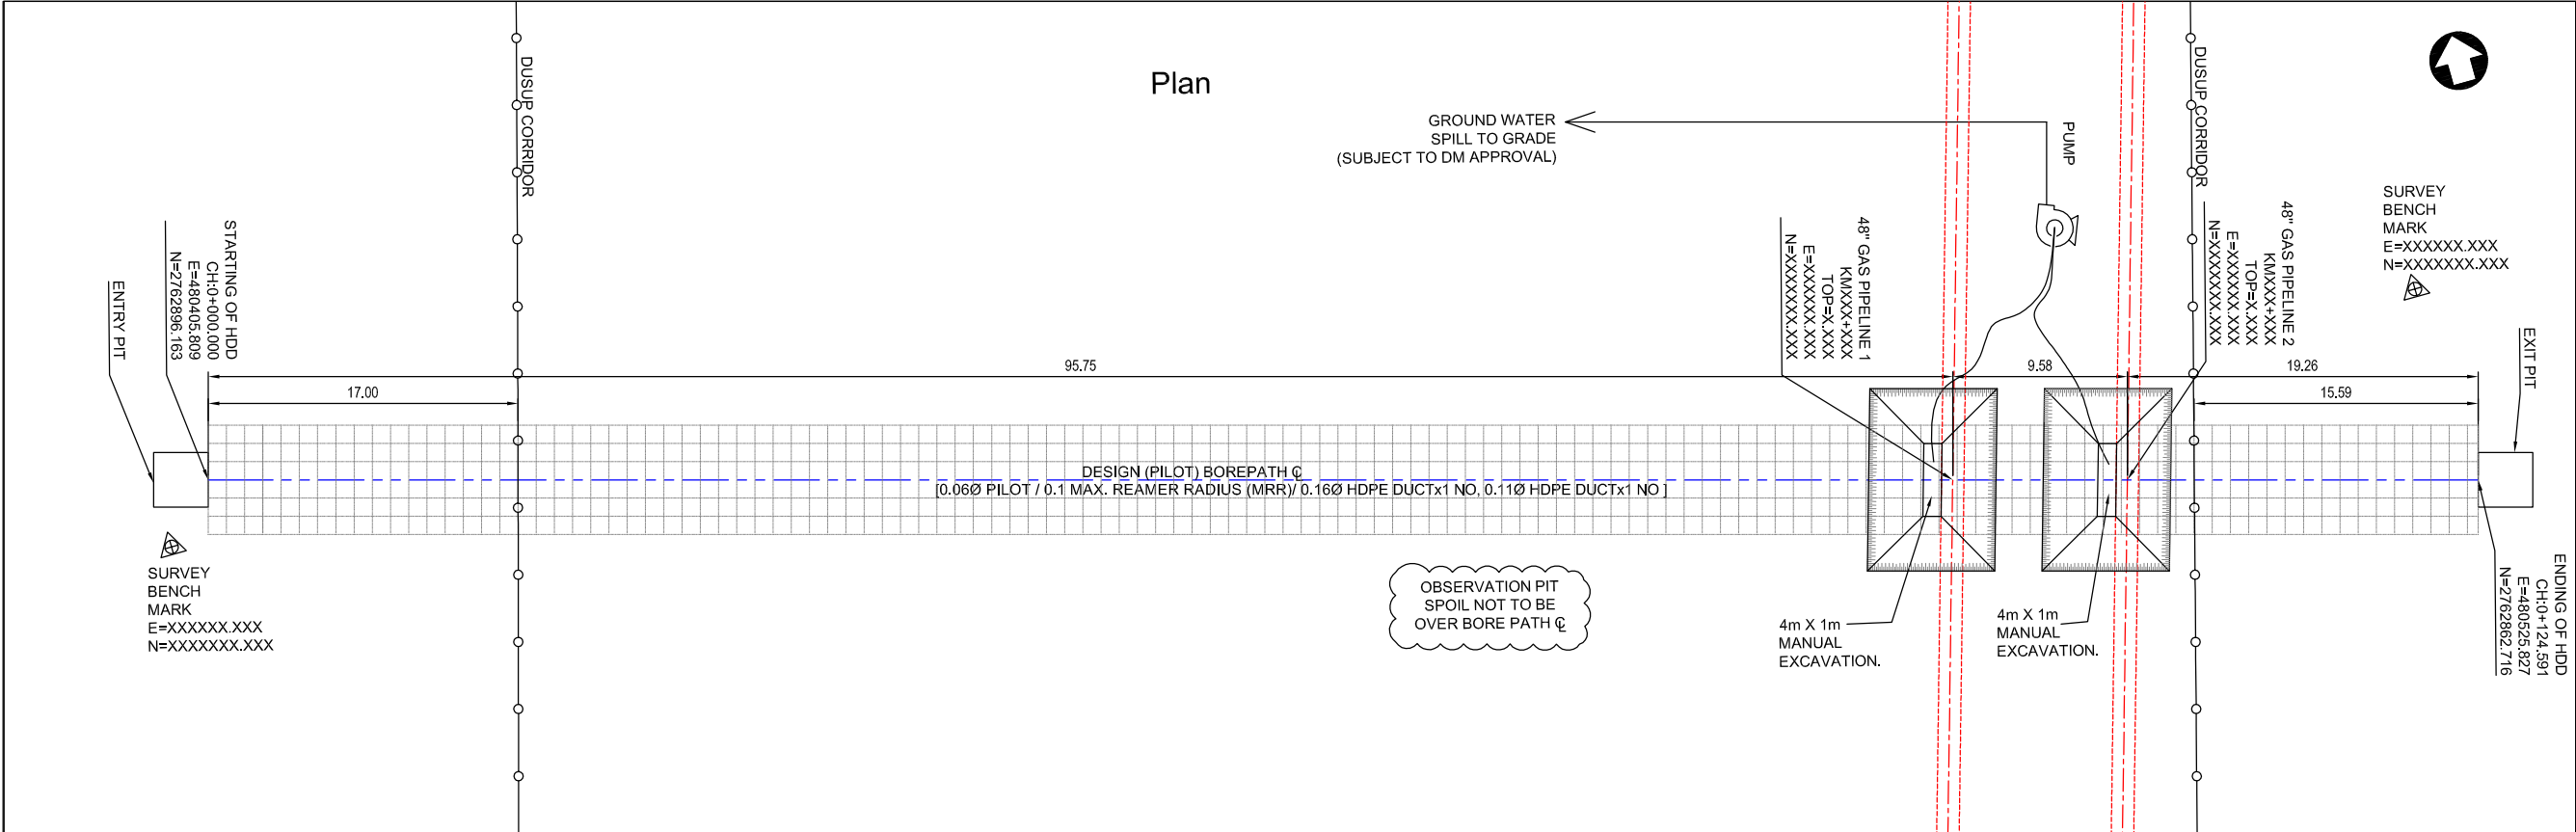 Plan
DUSUP CORRIDOR
GROUND WATER
SPILL TO GRADE
(SUBJECT TO DM APPROVAL)
PUMP
DUSUP CORRIDOR
SURVEY
BENCH
MARK
E=XXXXXX.XXX
N=XXXXXXX.XXX
48" GAS PIPELINE 2
KMXXX+XXX
TOP=X.XXX
E=XXXXXX.XXX
N=XXXXXXX.XXX
48" GAS PIPELINE 1
KMXXX+XXX
TOP=X.XXX
E=XXXXXX.XXX
N=XXXXXXX.XXX
STARTING OF HDD
CH:0+000.000
E=480405.809
N=2762896.163
ENTRY PIT
EXIT PIT
95.75
9.58
19.26
17.00
15.59
DESIGN (PILOT) BOREPATH ℄
[0.06Ø PILOT / 0.1 MAX. REAMER RADIUS (MRR)/ 0.16Ø HDPE DUCTx1 NO, 0.11Ø HDPE DUCTx1 NO ]
SURVEY
BENCH
MARK
E=XXXXXX.XXX
N=XXXXXXX.XXX
OBSERVATION PIT
SPOIL NOT TO BE
OVER BORE PATH ℄
4m X 1m
MANUAL
EXCAVATION.
4m X 1m
MANUAL
EXCAVATION.
ENDING OF HDD
CH:0+124.591
E=480525.827
N=2762862.716